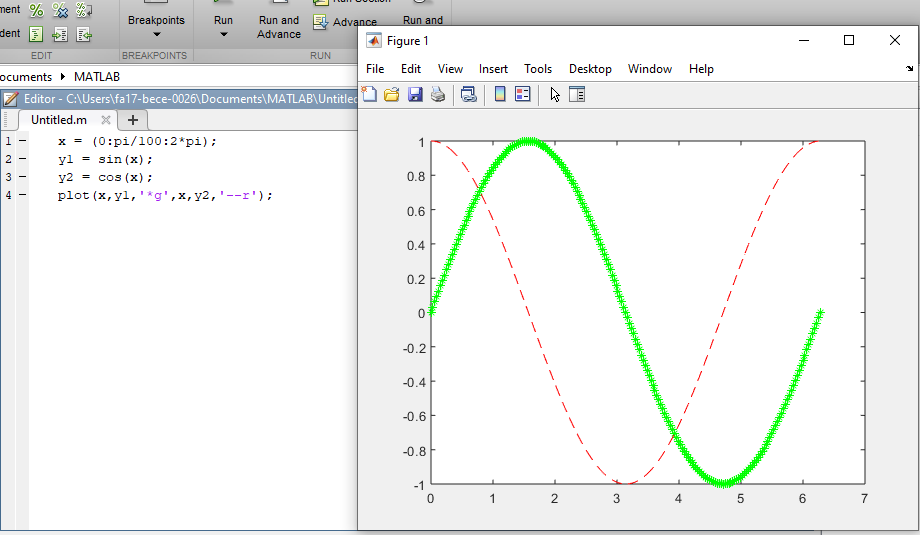 ment
dent
EDIT
Breakpoints
BREAKPOINTS
Run
Run and
Advance
Advance
Run and
RUN
ocuments MATLAB
Editor - C:\Users\fa17-bece-0026\Documents\MATLAB\Untitled
Untitled.m
1 - x = (0:pi/100:2*pi);
2 - y1 = sin(x);
3 - y2 = cos(x);
4 - plot(x,y1,'*g',x,y2,'--r');
Figure 1
File Edit View Insert Tools Desktop Window Help
1
0.8
0.6
0.4
0.2
0
-0.2
-0.4
-0.6
-0.8
-1
0 1 2 3 4 5 6 7